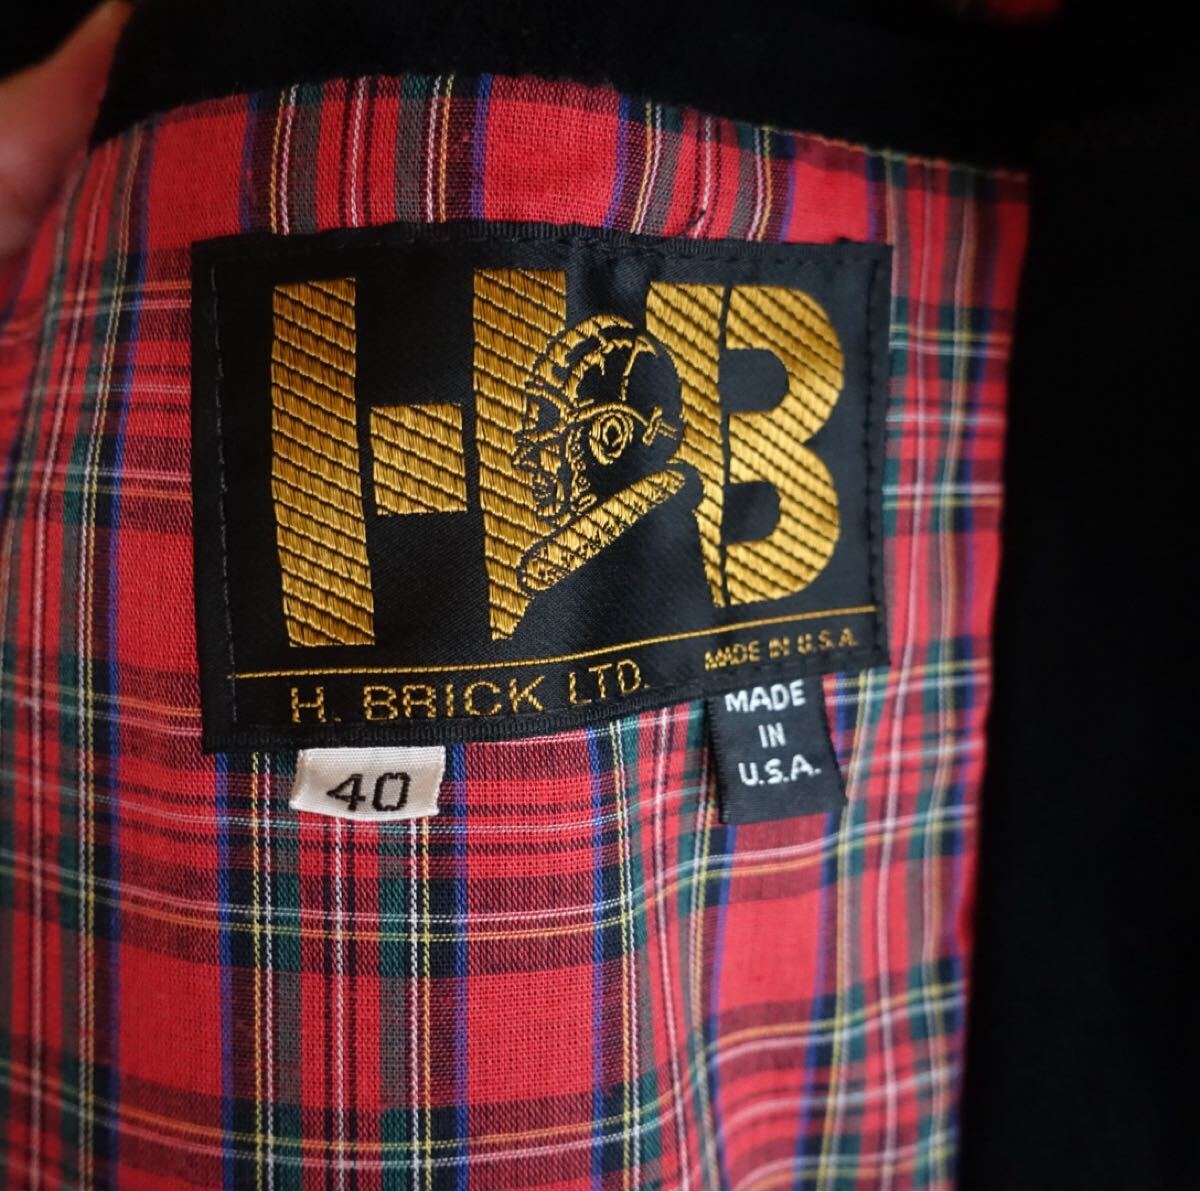 HB
H. BRICK LTD.
MADE IN U.S.A.
40
MADE
IN
U.S.A.